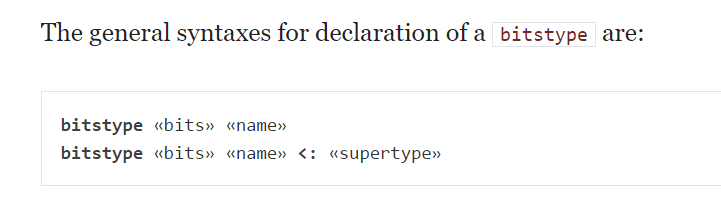 The general syntaxes for declaration of a bitstype are:
bitstype «bits» «name»
bitstype «bits» «name» <: «supertype»